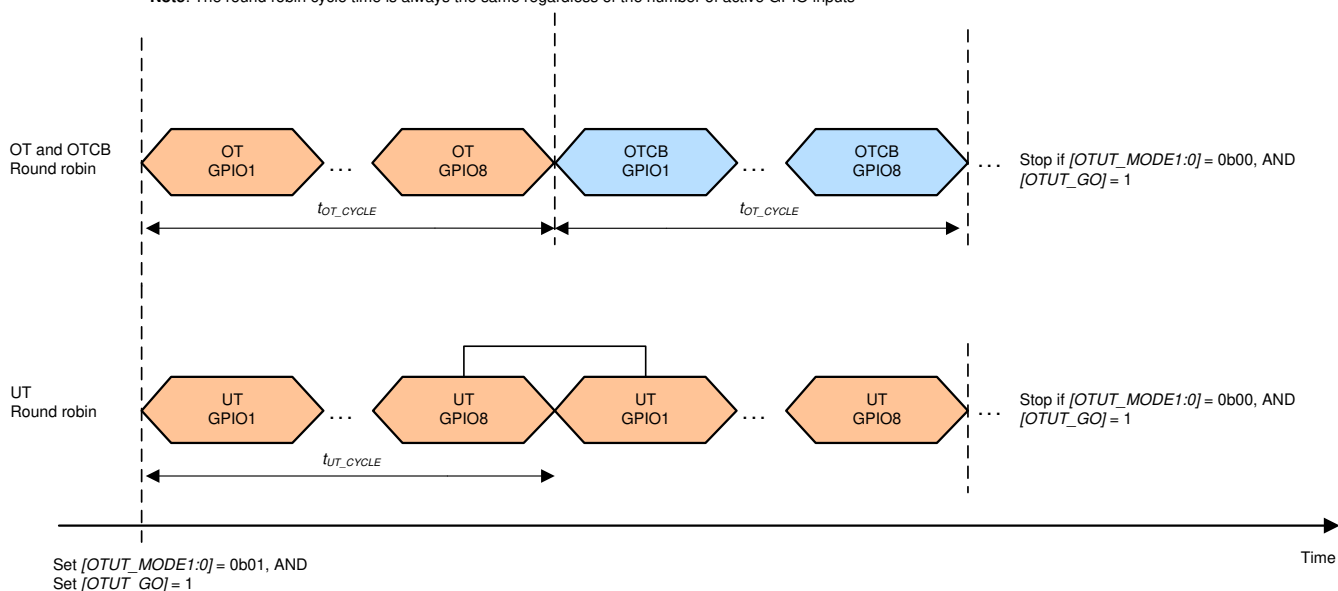 Note: The round robin cycle time is always the same regardless of the number of active GPIO inputs
OT and OTCB
Round robin
OT
GPIO1
...
OT
GPIO8
OTCB
GPIO1
...
OTCB
GPIO8
...
Stop if [OTUT_MODE1:0] = 0b00, AND
[OTUT_GO] = 1
tOT_CYCLE
tOT_CYCLE
UT
Round robin
UT
GPIO1
...
UT
GPIO8
UT
GPIO1
...
UT
GPIO8
...
Stop if [OTUT_MODE1:0] = 0b00, AND
[OTUT_GO] = 1
tUT_CYCLE
Time
Set [OTUT_MODE1:0] = 0b01, AND
Set [OTUT_GO] = 1